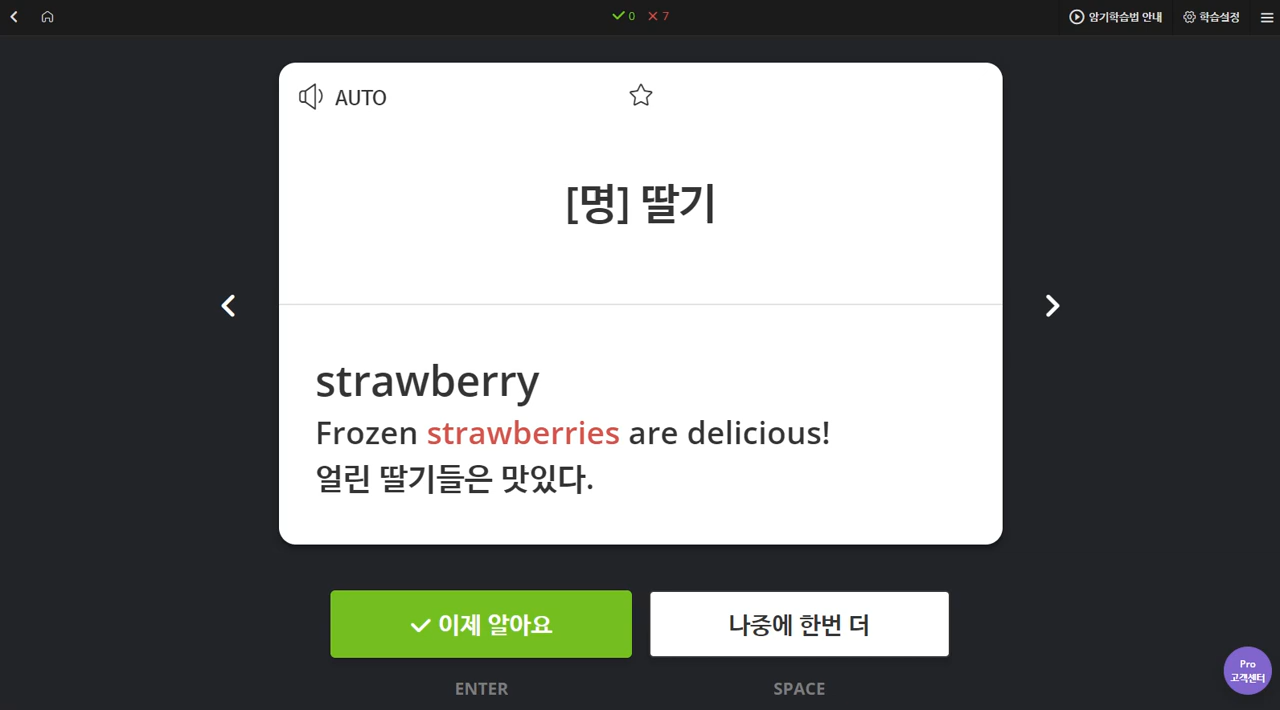 0 7
암기학습법 안내 학습설정
AUTO
[명] 딸기
strawberry
Frozen strawberries are delicious!
얼린 딸기들은 맛있다.
이제 알아요 나중에 한번 더
ENTER SPACE
Pro
고객센터